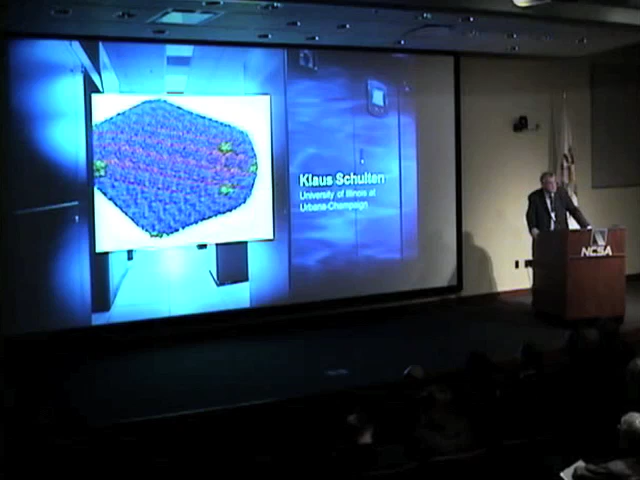 Klaus Schulten
University of Illinois at
Urbana-Champaign
NCSA